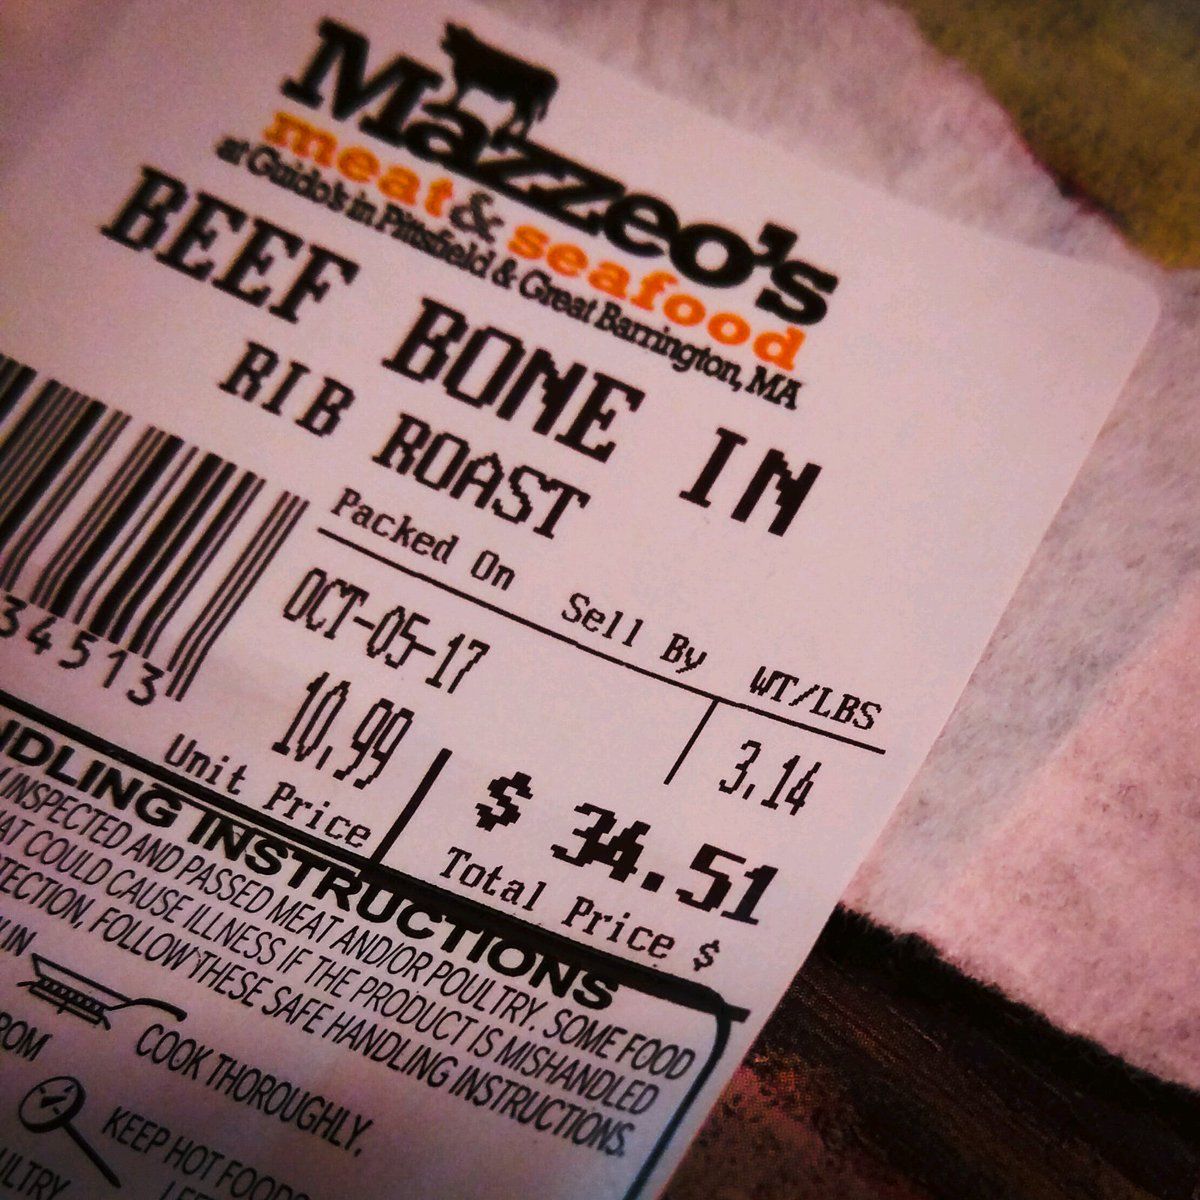 Mazzeo's
meat & seafood
at Guido's in Pittsfield & Great Barrington, MA
BEEF BONE IN
RIB ROAST
Packed On Sell By WT/LBS
OCT-05-17 3.14
34513
10.99 $ 34.51
Unit Price Total Price $
NDLING INSTRUCTIONS
INSPECTED AND PASSED MEAT AND/OR POULTRY. SOME FOOD
AT COULD CAUSE ILLNESS IF THE PRODUCT IS MISHANDLED
TECTION, FOLLOW THESE SAFE HANDLING INSTRUCTIONS.
COOK THOROUGHLY.
ROM
KEEP HOT FOODS
ULTRY